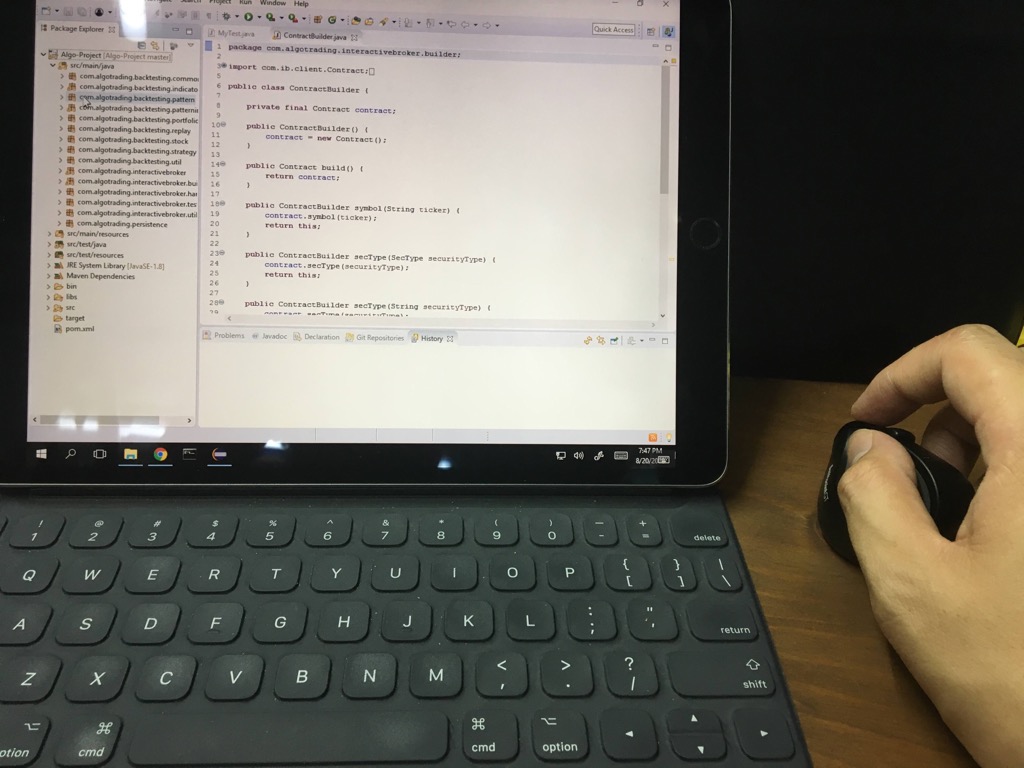 Search Project Run Window Help
Quick Access
Package Explorer
MyTest.java ContractBuilder.java
Algo-Project [Algo-Project master]
src/main/java
com.algotrading.backtesting.common
com.algotrading.backtesting.indicato
com.algotrading.backtesting.pattern
com.algotrading.backtesting.patternin
com.algotrading.backtesting.portfolio
com.algotrading.backtesting.replay
com.algotrading.backtesting.stock
com.algotrading.backtesting.strategy
com.algotrading.backtesting.util
com.algotrading.interactivebroker
com.algotrading.interactivebroker.bui
com.algotrading.interactivebroker.har
com.algotrading.interactivebroker.tes
com.algotrading.interactivebroker.util
com.algotrading.persistence
src/main/resources
src/test/java
src/test/resources
JRE System Library [JavaSE-1.8]
Maven Dependencies
bin
libs
src
target
pom.xml
1 package com.algotrading.interactivebroker.builder;
2
3 import com.ib.client.Contract;
5
6 public class ContractBuilder {
7
8 private final Contract contract;
9
10 public ContractBuilder() {
11 contract = new Contract();
12 }
13
14 public Contract build() {
15 return contract;
16 }
17
18 public ContractBuilder symbol(String ticker) {
19 contract.symbol(ticker);
20 return this;
21 }
22
23 public ContractBuilder secType(SecType securityType) {
24 contract.secType(securityType);
25 return this;
26 }
27
28 public ContractBuilder secType(String securityType) {
29 contract.secType(securityType);
Problems Javadoc Declaration Git Repositories History
7:47 PM
8/20/20
! @ # $ % ^ & * ( ) — +
1 2 3 4 5 6 7 8 9 0 - = delete
Q W E R T Y U I O P { [ } ] | \
A S D F G H J K L : ; " ' return
Z X C V B N M < , > . ? / shift
option cmd cmd option